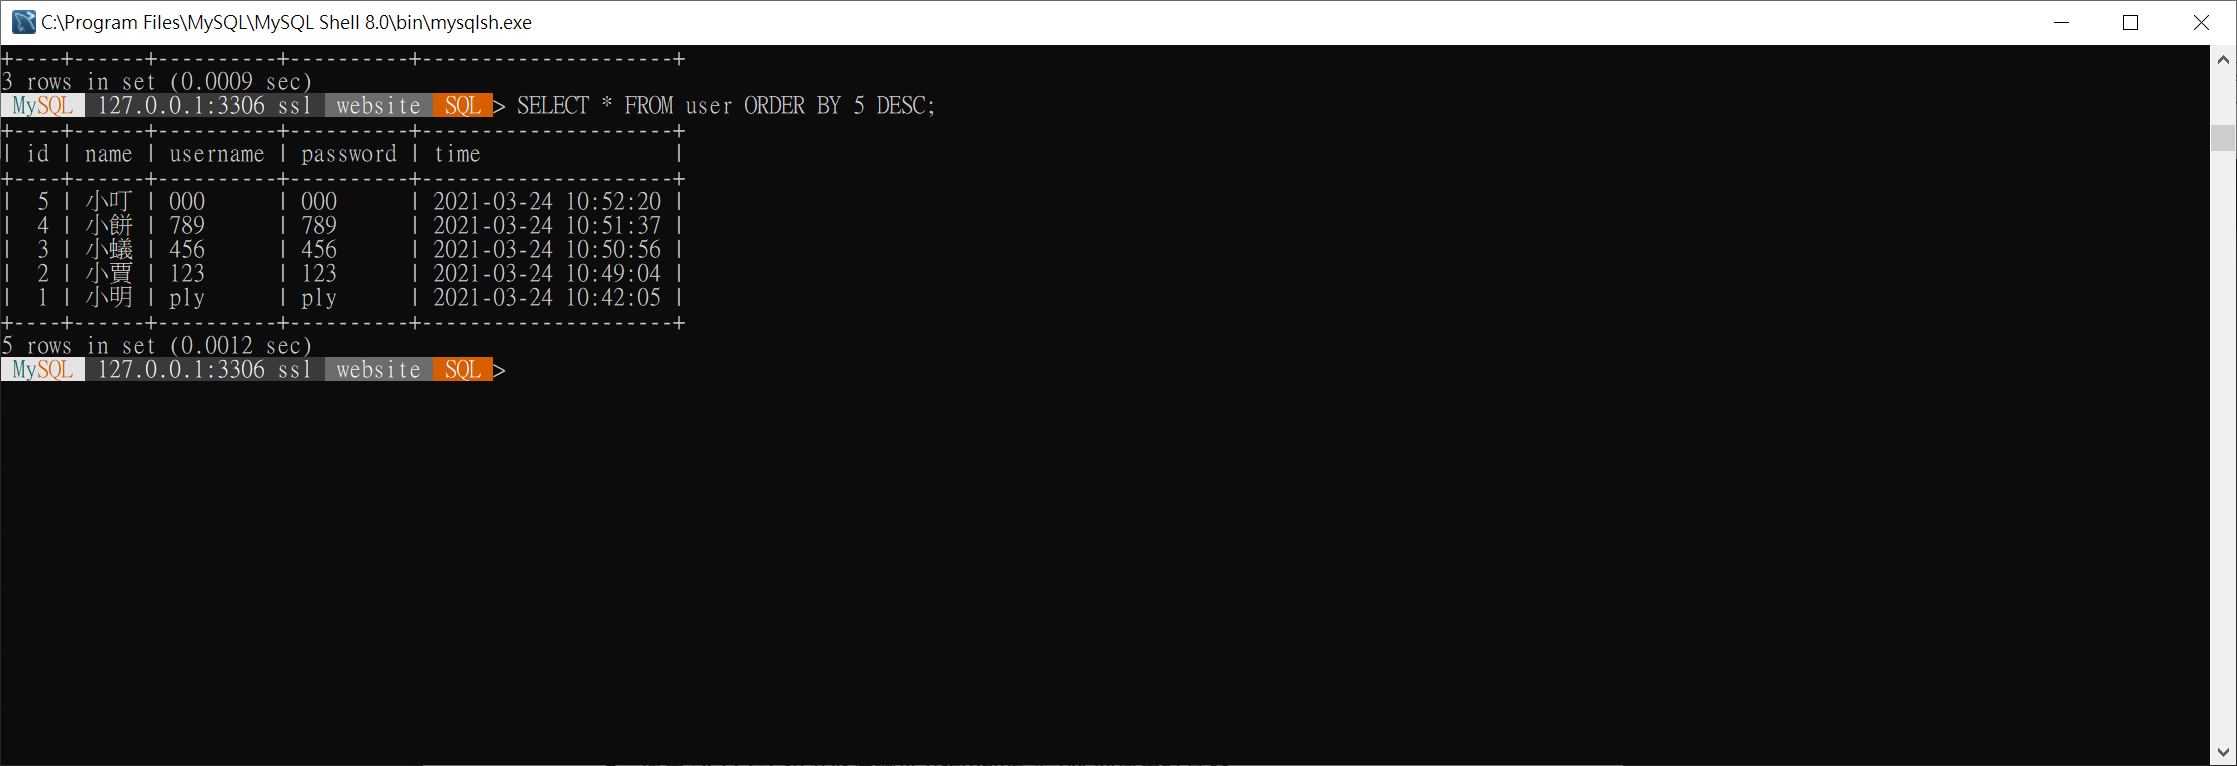 C:\Program Files\MySQL\MySQL Shell 8.0\bin\mysqlsh.exe
+----+------+----------+----------+---------------------+
3 rows in set (0.0009 sec)
MySQL 127.0.0.1:3306 ssl website SQL > SELECT * FROM user ORDER BY 5 DESC;
+----+------+----------+----------+---------------------+
| id | name | username | password | time                |
+----+------+----------+----------+---------------------+
|  5 | 小叮 | 000      | 000      | 2021-03-24 10:52:20 |
|  4 | 小餅 | 789      | 789      | 2021-03-24 10:51:37 |
|  3 | 小蟻 | 456      | 456      | 2021-03-24 10:50:56 |
|  2 | 小賈 | 123      | 123      | 2021-03-24 10:49:04 |
|  1 | 小明 | ply      | ply      | 2021-03-24 10:42:05 |
+----+------+----------+----------+---------------------+
5 rows in set (0.0012 sec)
MySQL 127.0.0.1:3306 ssl website SQL >